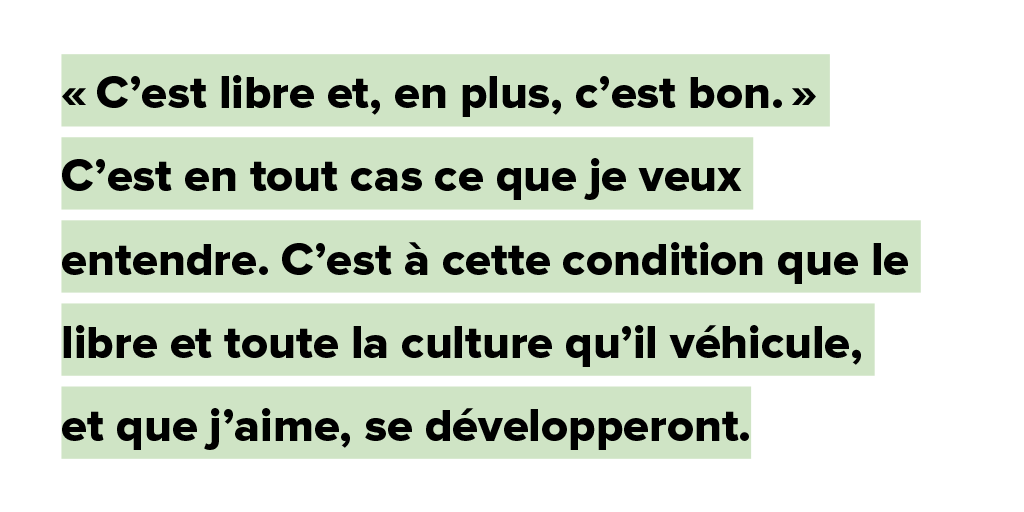 « C’est libre et, en plus, c’est bon. »
C’est en tout cas ce que je veux
entendre. C’est à cette condition que le
libre et toute la culture qu’il véhicule,
et que j’aime, se développeront.